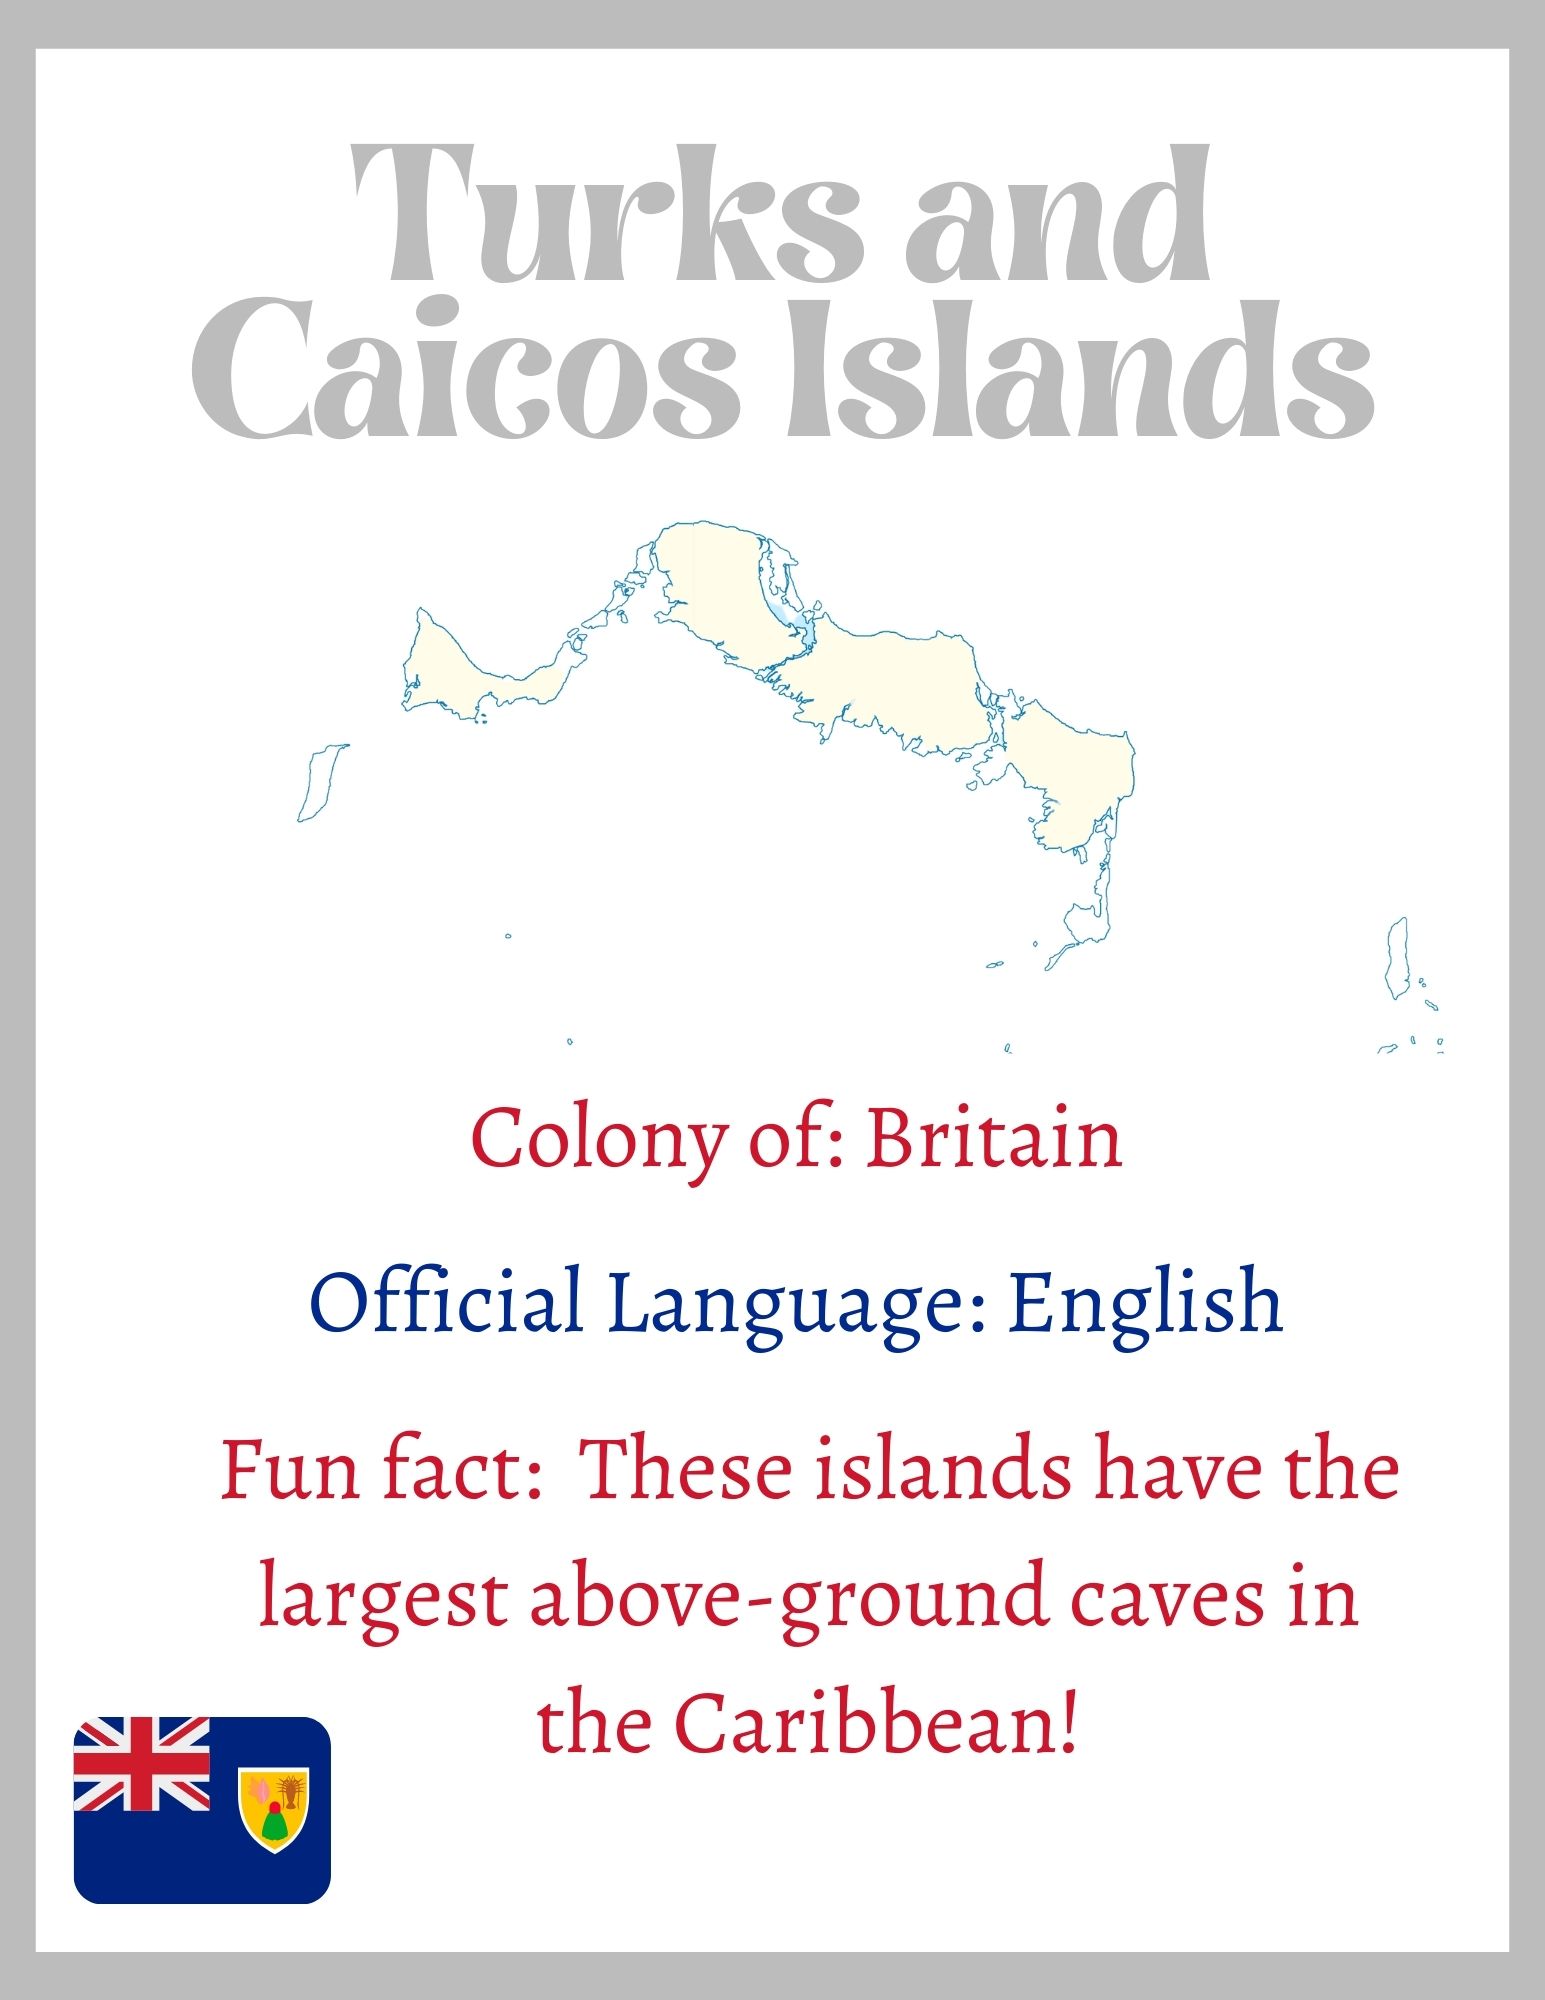 Turks and
Caicos Islands
Colony of: Britain
Official Language: English
Fun fact: These islands have the
largest above-ground caves in
the Caribbean!